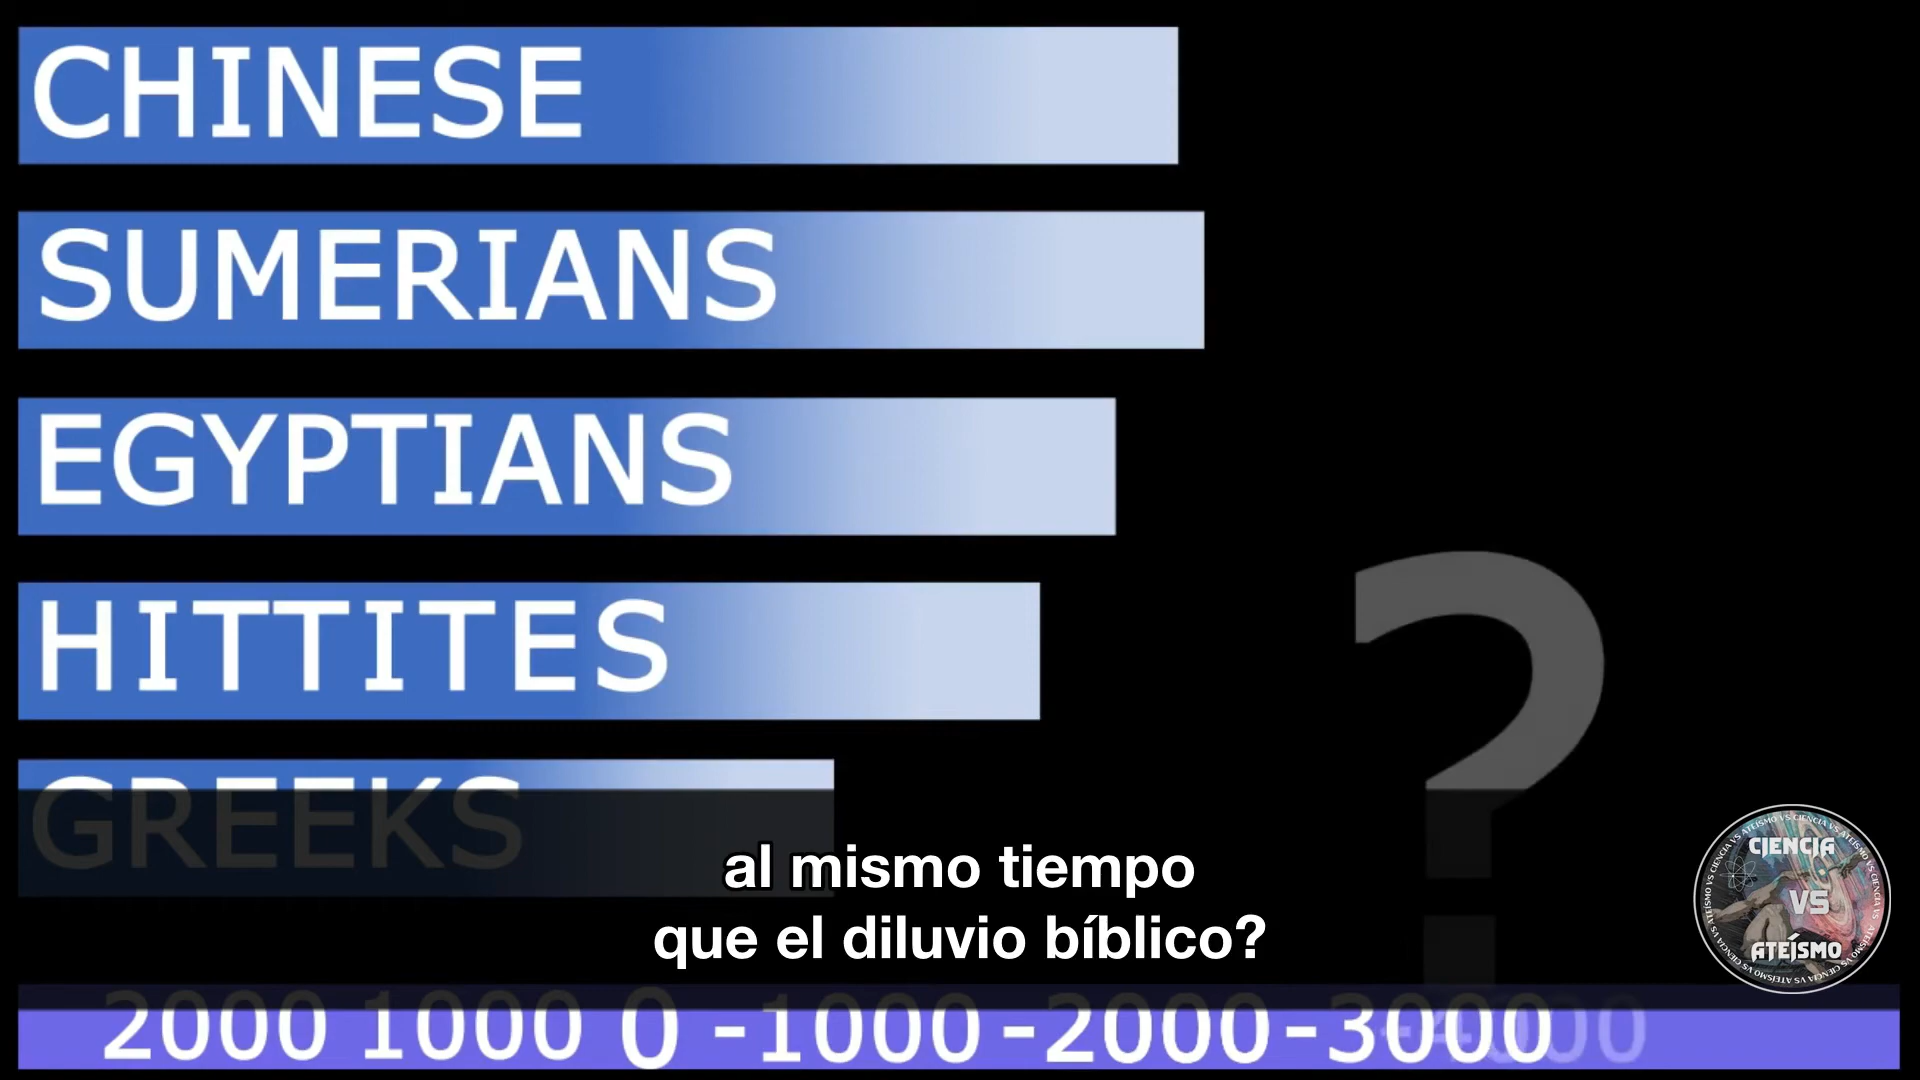 CHINESE
SUMERIANS
EGYPTIANS
HITTITES
GREEKS
?
al mismo tiempo
que el diluvio bíblico?
CIENCIA
VS
ATEÍSMO
2000 1000 0 -1000 -2000 -3000 -4000